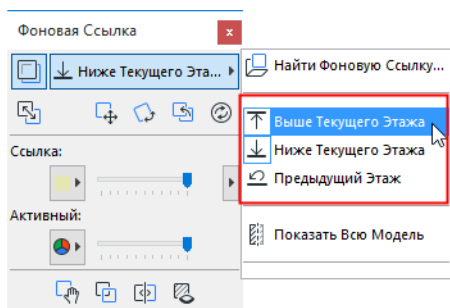 Фоновая Ссылка
x
Ниже Текущего Эта...
Найти Фоновую Ссылку...
Выше Текущего Этажа
Ниже Текущего Этажа
Предыдущий Этаж
Показать Всю Модель
Ссылка:
Активный: